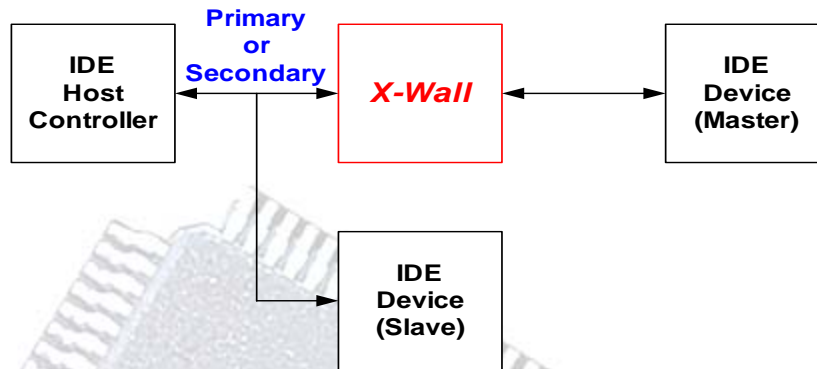 IDE
Host
Controller
Primary
or
Secondary
X-Wall
IDE
Device
(Master)
IDE
Device
(Slave)